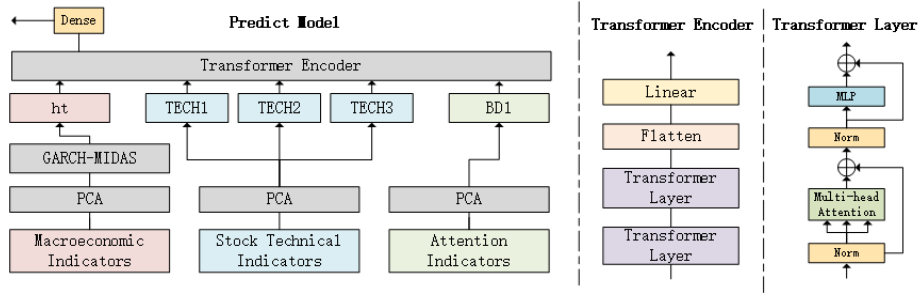 Predict Model
Dense
Transformer Encoder
ht
TECH1
TECH2
TECH3
BD1
GARCH-MIDAS
PCA
PCA
PCA
Macroeconomic
Indicators
Stock Technical
Indicators
Attention
Indicators
Transformer Encoder
Linear
Flatten
Transformer
Layer
Transformer
Layer
Transformer Layer
MLP
Norm
Multi-head
Attention
Norm